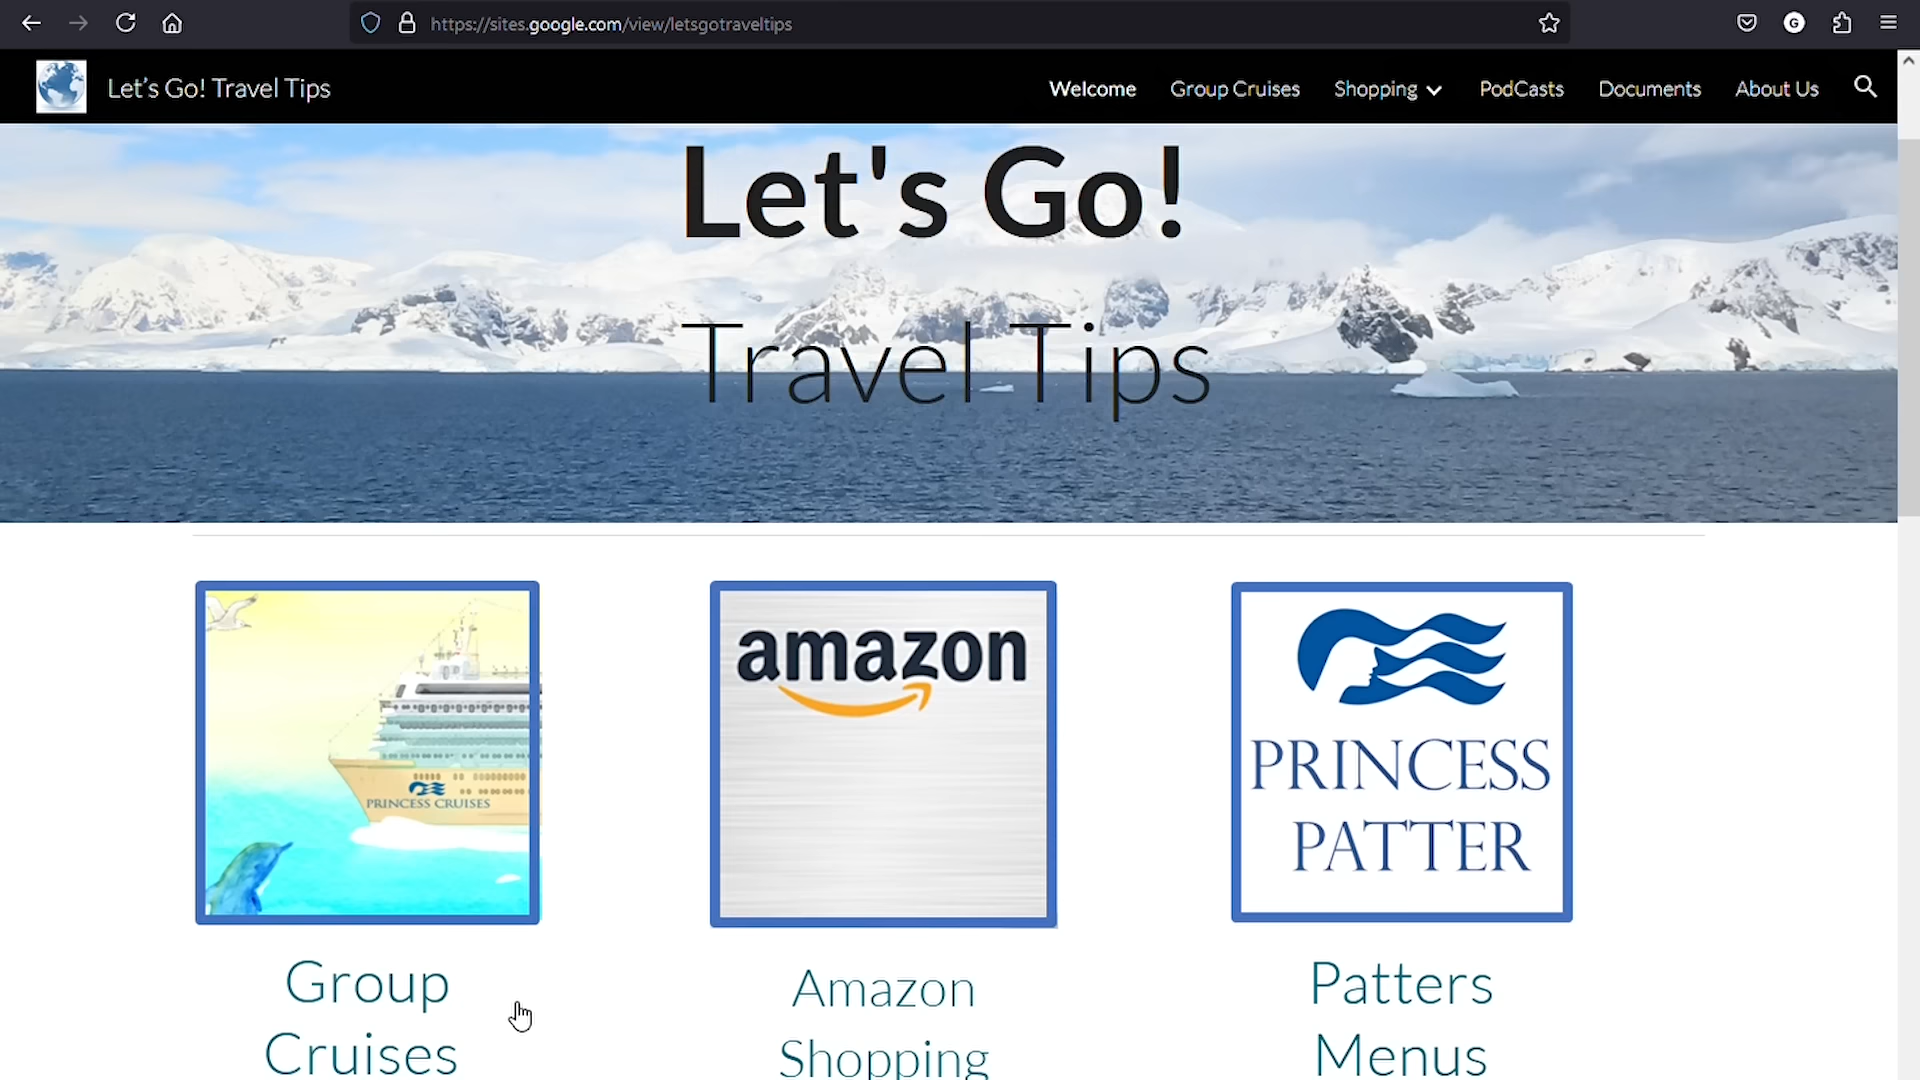 https://sites.google.com/view/letsgotraveltips
G
Let's Go! Travel Tips
Welcome Group Cruises Shopping PodCasts Documents About Us
Let's Go!
Travel Tips
PRINCESS CRUISES
amazon
PRINCESS
PATTER
Group
Cruises
Amazon
Shopping
Patters
Menus